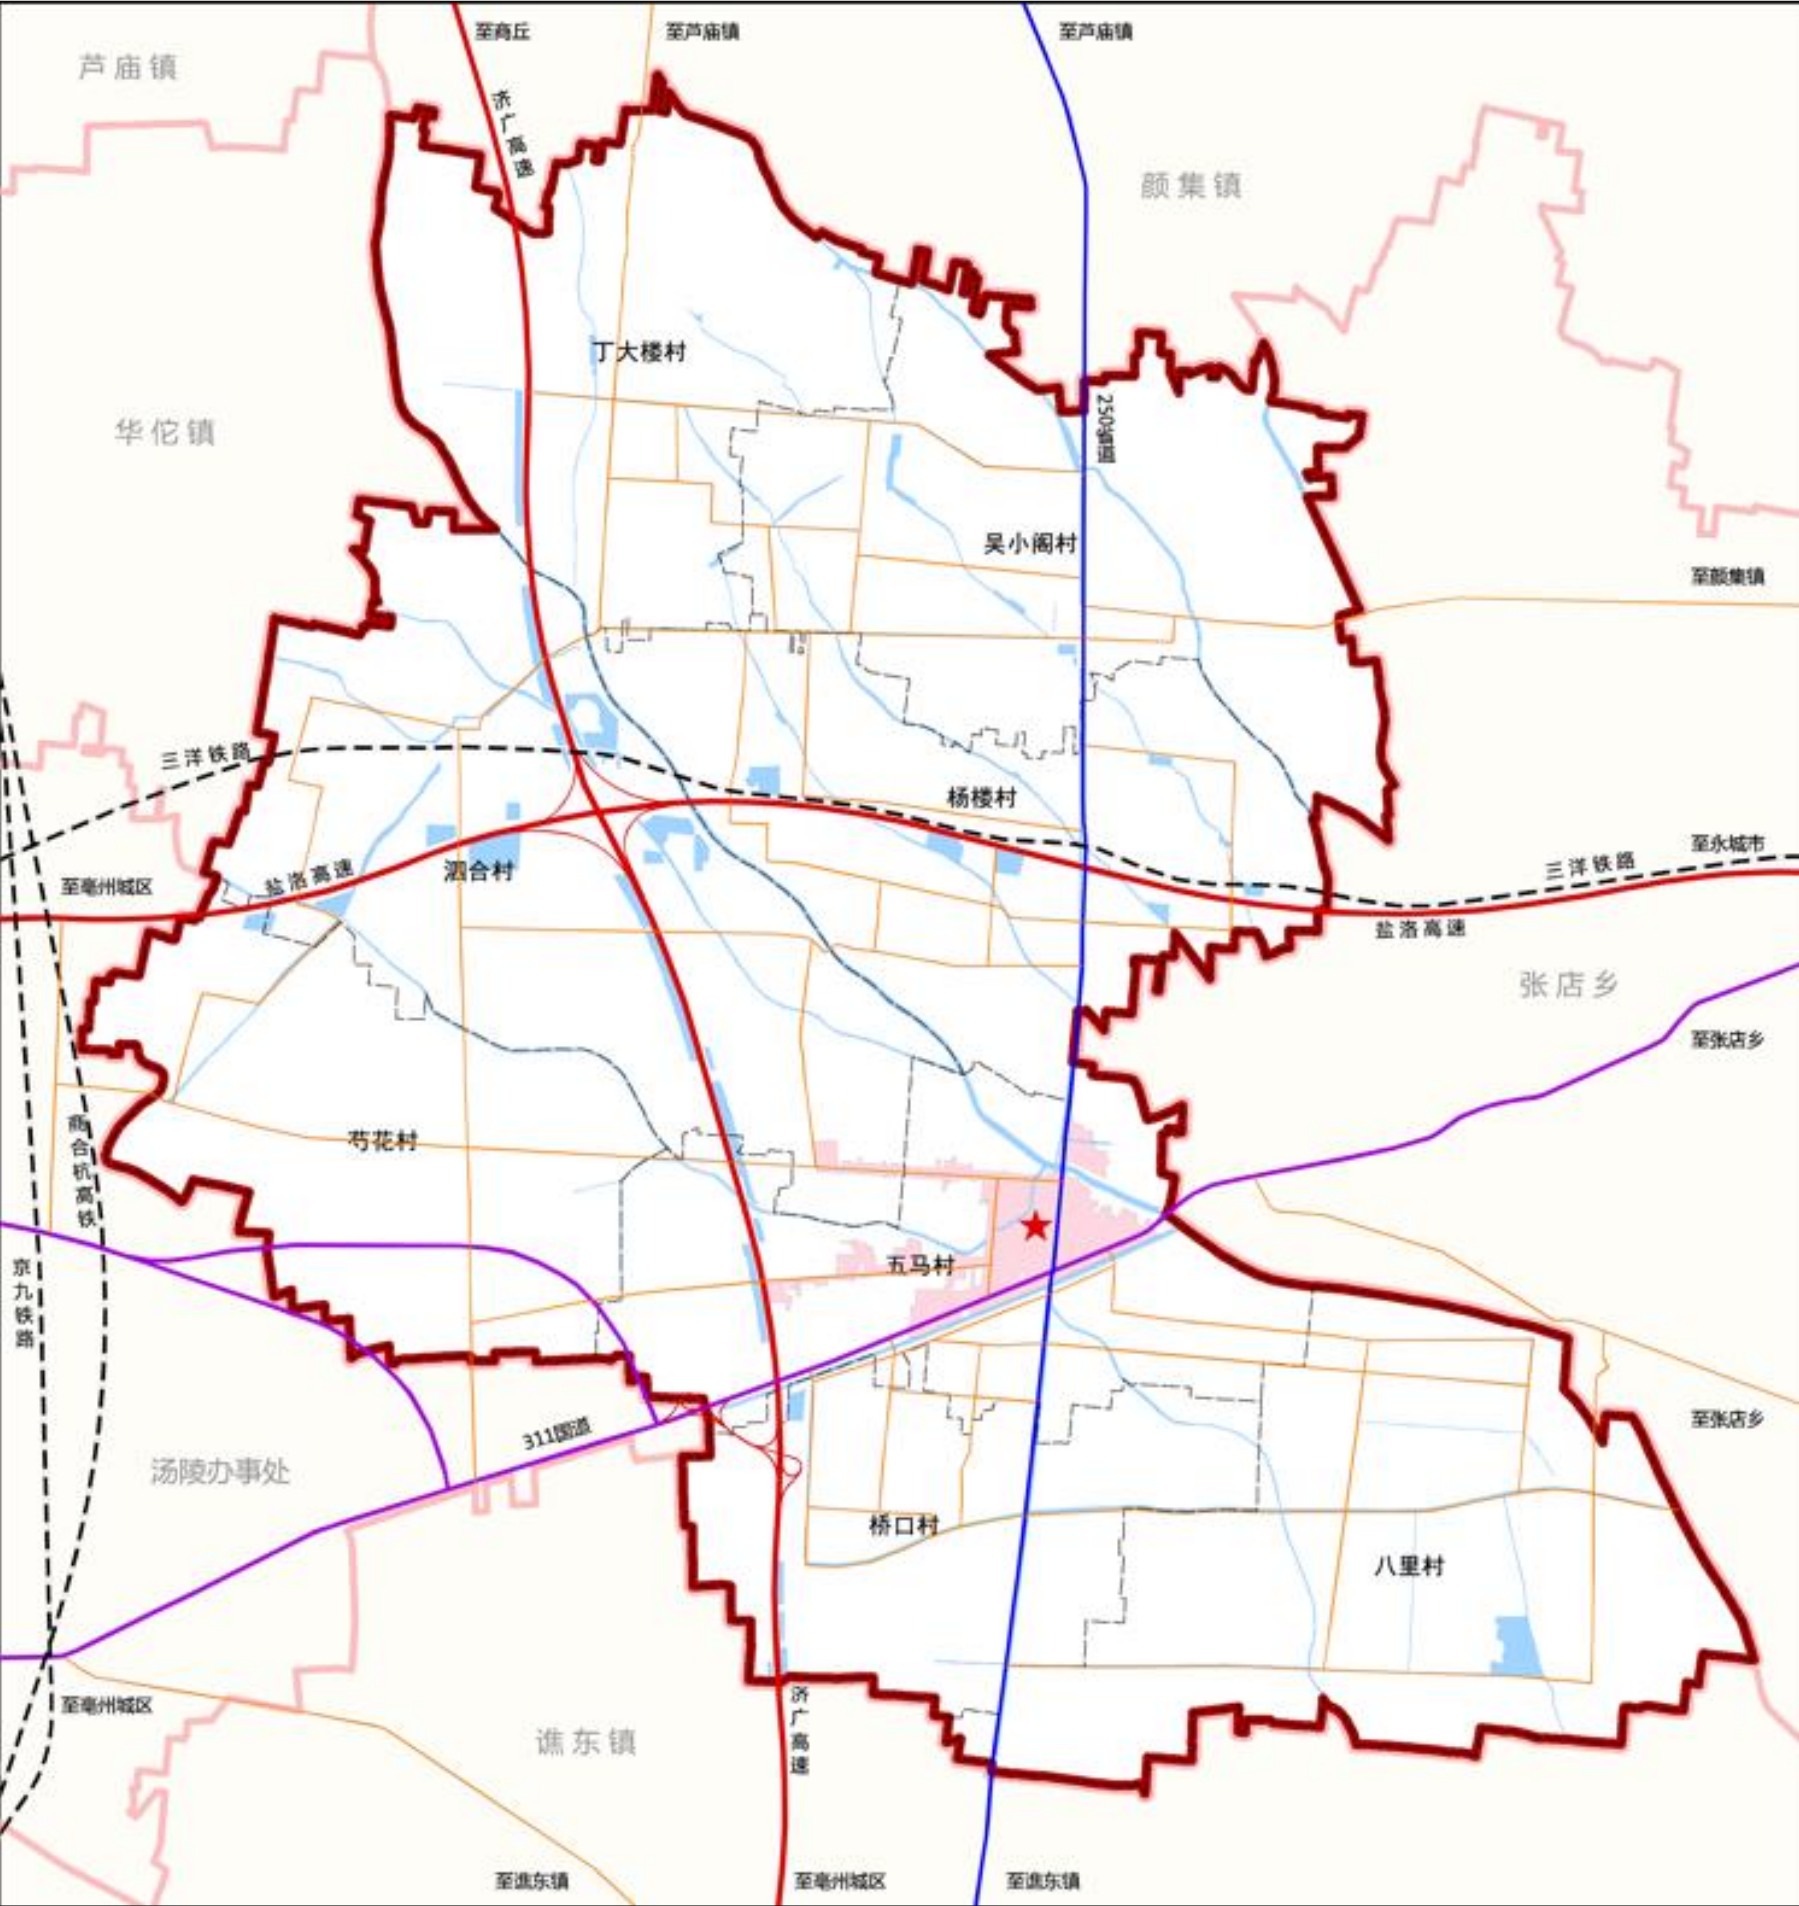 至商丘
至芦庙镇
至芦庙镇
芦庙镇
济广高速
颜集镇
丁大楼村
华佗镇
250省道
吴小阁村
至颜集镇
三洋铁路
杨楼村
至永城市
三洋铁路
泗合村
盐洛高速
至亳州城区
盐洛高速
张店乡
至张店乡
商合杭高铁
芍花村
五马村
京九铁路
311国道
至张店乡
汤陵办事处
桥口村
八里村
至亳州城区
济广高速
谯东镇
至谯东镇
至亳州城区
至谯东镇